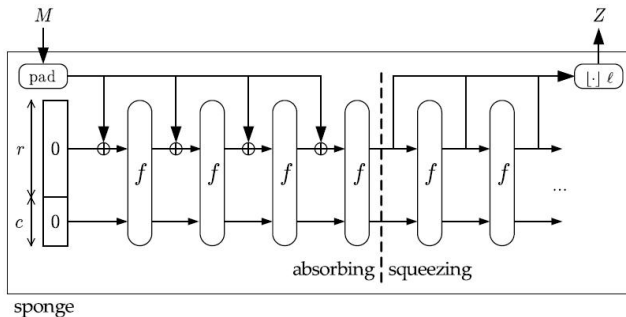 M Z
pad ⌊·⌋ ℓ
r 0 f f f f f f
c 0 ...
absorbing squeezing
sponge